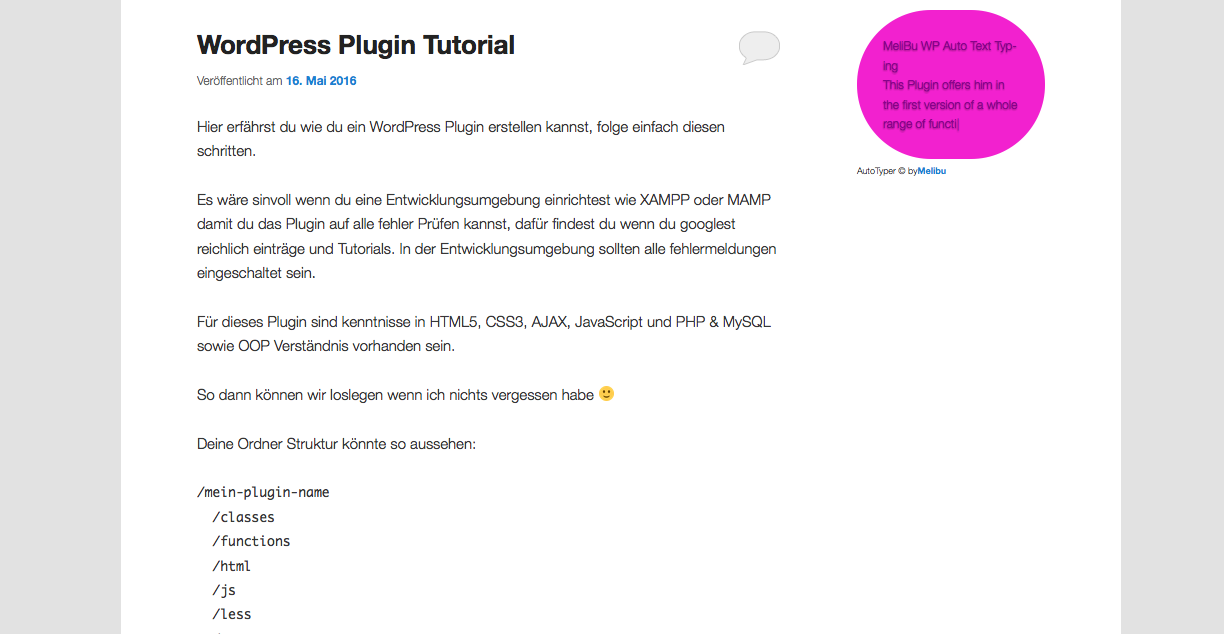 WordPress Plugin Tutorial
Veröffentlicht am 16. Mai 2016
Hier erfährst du wie du ein WordPress Plugin erstellen kannst, folge einfach diesen
schritten.
Es wäre sinvoll wenn du eine Entwicklungsumgebung einrichtest wie XAMPP oder MAMP
damit du das Plugin auf alle fehler Prüfen kannst, dafür findest du wenn du googlest
reichlich einträge und Tutorials. In der Entwicklungsumgebung sollten alle fehlermeldungen
eingeschaltet sein.
Für dieses Plugin sind kenntnisse in HTML5, CSS3, AJAX, JavaScript und PHP & MySQL
sowie OOP Verständnis vorhanden sein.
So dann können wir loslegen wenn ich nichts vergessen habe 🙂
Deine Ordner Struktur könnte so aussehen:
/mein-plugin-name
/classes
/functions
/html
/js
/less
MeliBu WP Auto Text Typ-
ing
This Plugin offers him in
the first version of a whole
range of functi|
AutoTyper © byMelibu